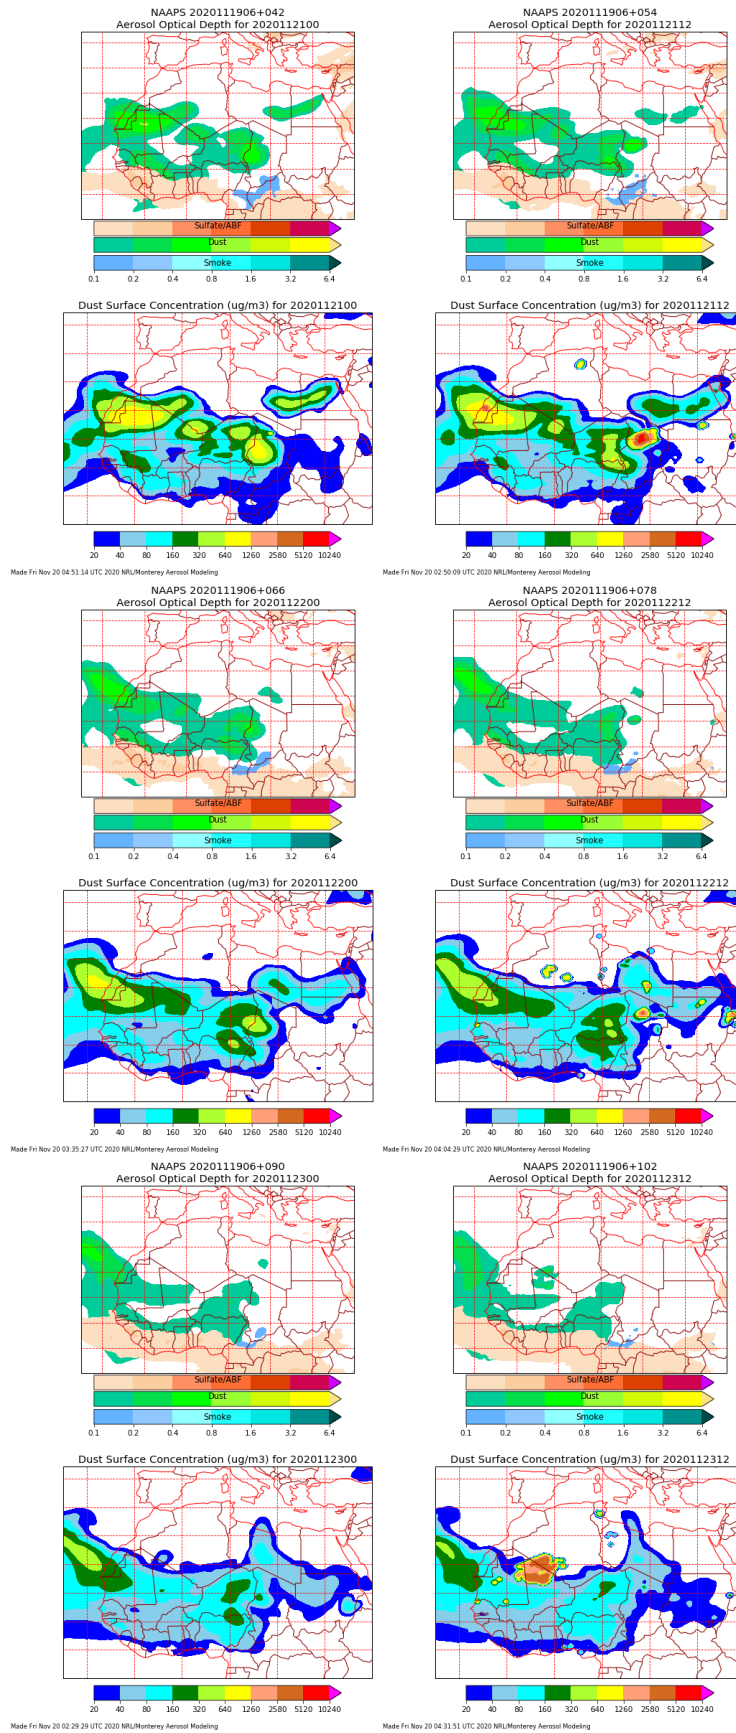 NAAPS 2020111906+042
Aerosol Optical Depth for 2020112100
Sulfate/ABF
Dust
Smoke
0.1 0.2 0.4 0.8 1.6 3.2 6.4
NAAPS 2020111906+054
Aerosol Optical Depth for 2020112112
Sulfate/ABF
Dust
Smoke
0.1 0.2 0.4 0.8 1.6 3.2 6.4
Dust Surface Concentration (ug/m3) for 2020112100
20 40 80 160 320 640 1260 2580 5120 10240
Made Fri Nov 20 04:51:14 UTC 2020 NRL/Monterey Aerosol Modeling
Dust Surface Concentration (ug/m3) for 2020112112
20 40 80 160 320 640 1260 2580 5120 10240
Made Fri Nov 20 02:50:09 UTC 2020 NRL/Monterey Aerosol Modeling
NAAPS 2020111906+066
Aerosol Optical Depth for 2020112200
Sulfate/ABF
Dust
Smoke
0.1 0.2 0.4 0.8 1.6 3.2 6.4
NAAPS 2020111906+078
Aerosol Optical Depth for 2020112212
Sulfate/ABF
Dust
Smoke
0.1 0.2 0.4 0.8 1.6 3.2 6.4
Dust Surface Concentration (ug/m3) for 2020112200
20 40 80 160 320 640 1260 2580 5120 10240
Made Fri Nov 20 03:35:27 UTC 2020 NRL/Monterey Aerosol Modeling
Dust Surface Concentration (ug/m3) for 2020112212
20 40 80 160 320 640 1260 2580 5120 10240
Made Fri Nov 20 04:04:29 UTC 2020 NRL/Monterey Aerosol Modeling
NAAPS 2020111906+090
Aerosol Optical Depth for 2020112300
Sulfate/ABF
Dust
Smoke
0.1 0.2 0.4 0.8 1.6 3.2 6.4
NAAPS 2020111906+102
Aerosol Optical Depth for 2020112312
Sulfate/ABF
Dust
Smoke
0.1 0.2 0.4 0.8 1.6 3.2 6.4
Dust Surface Concentration (ug/m3) for 2020112300
20 40 80 160 320 640 1260 2580 5120 10240
Made Fri Nov 20 02:29:29 UTC 2020 NRL/Monterey Aerosol Modeling
Dust Surface Concentration (ug/m3) for 2020112312
20 40 80 160 320 640 1260 2580 5120 10240
Made Fri Nov 20 04:31:51 UTC 2020 NRL/Monterey Aerosol Modeling